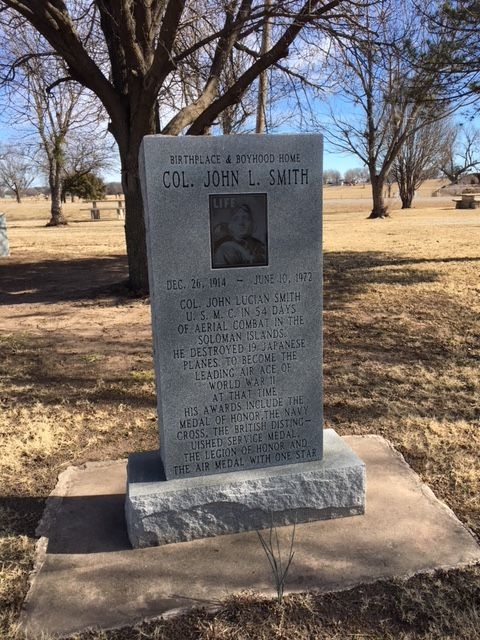 BIRTHPLACE & BOYHOOD HOME
COL. JOHN L. SMITH
LIFE
DEC. 26, 1914 ~ JUNE 10, 1972
COL. JOHN LUCIAN SMITH
U. S. M. C. IN 54 DAYS
OF AERIAL COMBAT IN THE
SOLOMAN ISLANDS.
HE DESTROYED 19 JAPANESE
PLANES, TO BECOME THE
LEADING AIR ACE OF
WORLD WAR II
AT THAT TIME
HIS AWARDS INCLUDE THE
MEDAL OF HONOR, THE NAVY
CROSS, THE BRITISH DISTING-
UISHED SERVICE MEDAL,
THE LEGION OF HONOR AND
THE AIR MEDAL WITH ONE STAR